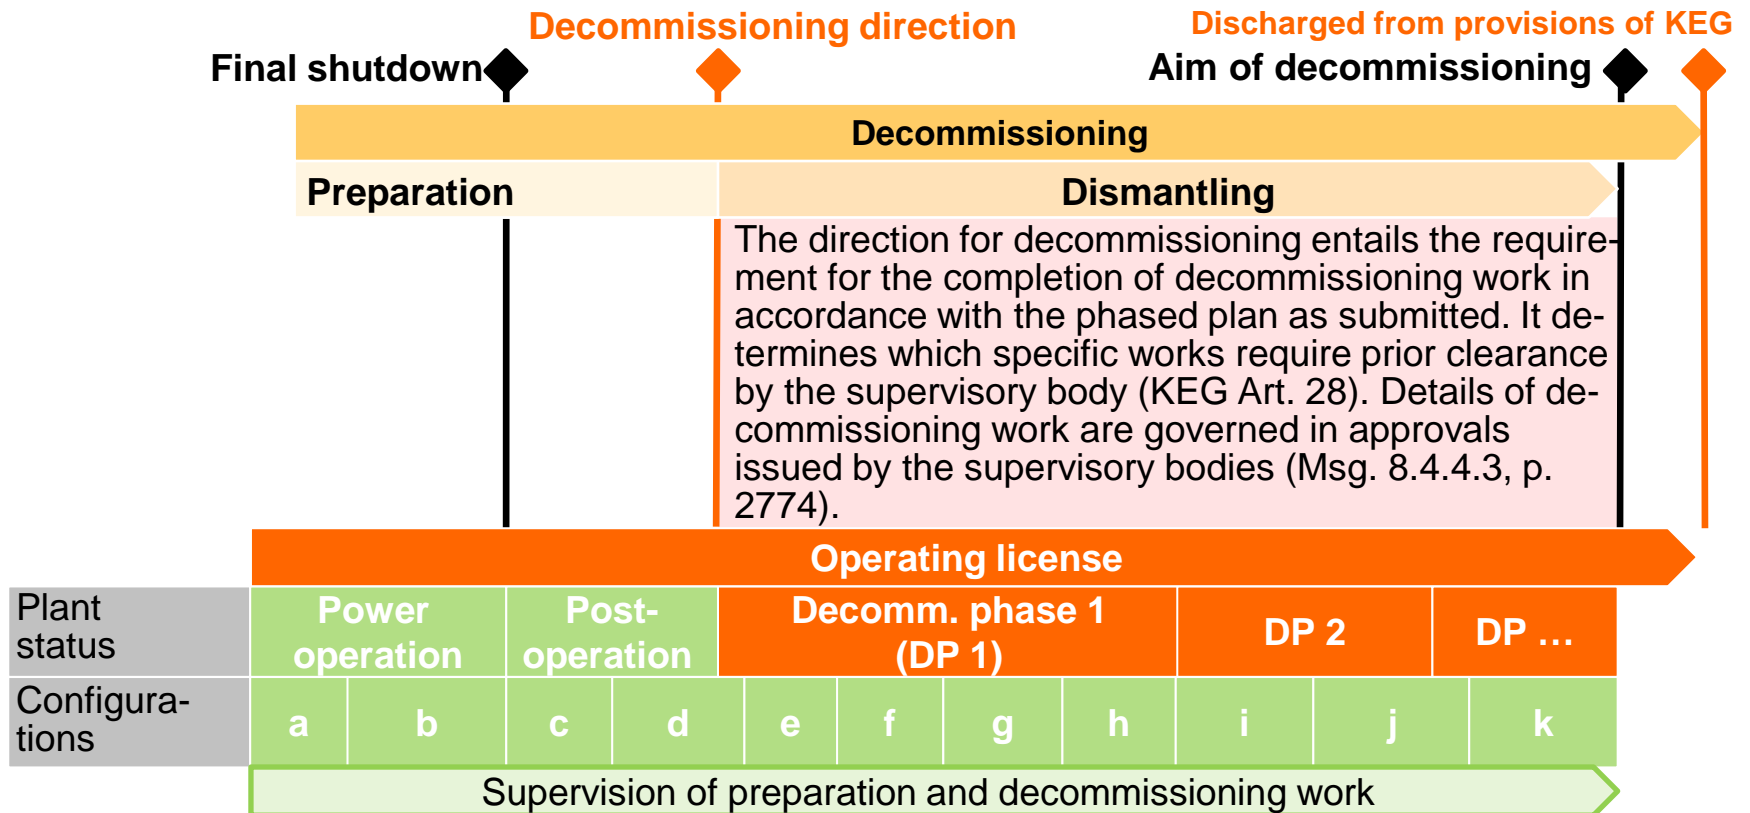 Decommissioning direction
Discharged from provisions of KEG
Final shutdown
Aim of decommissioning
Decommissioning
Preparation
Dismantling
The direction for decommissioning entails the require-
ment for the completion of decommissioning work in
accordance with the phased plan as submitted. It de-
termines which specific works require prior clearance
by the supervisory body (KEG Art. 28). Details of de-
commissioning work are governed in approvals
issued by the supervisory bodies (Msg. 8.4.4.3, p.
2774).
Operating license
Plant
status
Power
operation
Post-
operation
Decomm. phase 1
(DP 1)
DP 2
DP …
Configura-
tions
a b c d e f g h i j k
Supervision of preparation and decommissioning work